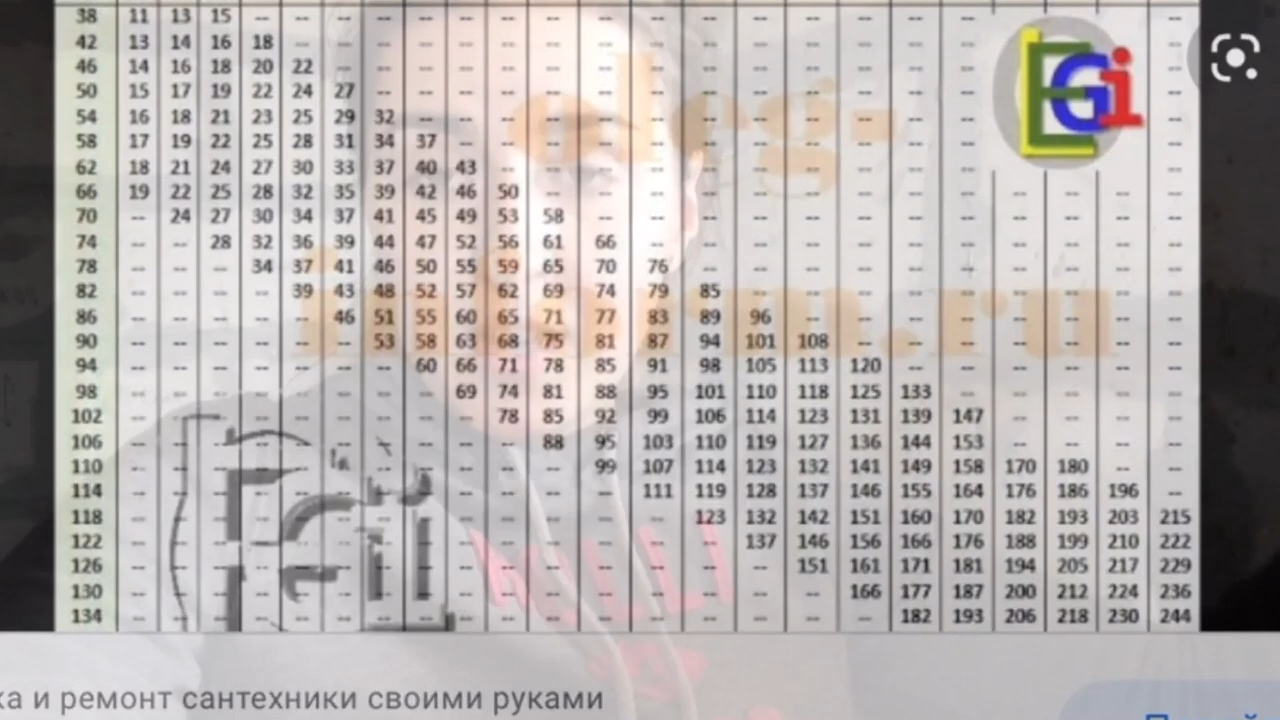 38 11 13 15 -- -- -- -- -- -- -- -- -- -- -- -- -- -- -- -- -- -- -- --
42 13 14 16 18 -- -- -- -- -- -- -- -- -- -- -- -- -- -- -- --
46 14 16 18 20 22 -- -- -- -- -- -- -- -- -- -- -- -- -- -- --
50 15 17 19 22 24 27 -- -- -- -- -- -- -- -- -- -- -- -- -- --
54 16 18 21 23 25 29 32 -- -- -- -- -- -- -- -- -- -- -- -- --
58 17 19 22 25 28 31 34 37 -- -- -- -- -- -- -- -- -- -- -- --
62 18 21 24 27 30 33 37 40 43 -- -- -- -- -- -- -- -- -- -- -- -- -- --
66 19 22 25 28 32 35 39 42 46 50 -- -- -- -- -- -- -- -- -- -- -- -- --
70 -- 24 27 30 34 37 41 45 49 53 58 -- -- -- -- -- -- -- -- -- -- -- --
74 -- -- 28 32 36 39 44 47 52 56 61 66 -- -- -- -- -- -- -- -- -- -- --
78 -- -- -- 34 37 41 46 50 55 59 65 70 76 -- -- -- -- -- -- -- -- -- --
82 -- -- -- -- 39 43 48 52 57 62 69 74 79 85 -- -- -- -- -- -- -- -- --
86 -- -- -- -- -- 46 51 55 60 65 71 77 83 89 96 -- -- -- -- -- -- -- --
90 -- -- -- -- -- -- 53 58 63 68 75 81 87 94 101 108 -- -- -- -- -- -- --
94 -- -- -- -- -- -- -- 60 66 71 78 85 91 98 105 113 120 -- -- -- -- -- --
98 -- -- -- -- -- -- -- -- 69 74 81 88 95 101 110 118 125 133 -- -- -- -- --
102 -- -- -- -- -- -- -- -- -- 78 85 92 99 106 114 123 131 139 147 -- -- -- --
106 -- -- -- -- -- -- -- -- -- -- 88 95 103 110 119 127 136 144 153 -- -- -- --
110 -- -- -- -- -- -- -- -- -- -- -- 99 107 114 123 132 141 149 158 170 180 -- --
114 -- -- -- -- -- -- -- -- -- -- -- -- 111 119 128 137 146 155 164 176 186 196 --
118 -- -- -- -- -- -- -- -- -- -- -- -- -- 123 132 142 151 160 170 182 193 203 215
122 -- -- -- -- -- -- -- -- -- -- -- -- -- -- 137 146 156 166 176 188 199 210 222
126 -- -- -- -- -- -- -- -- -- -- -- -- -- -- -- 151 161 171 181 194 205 217 229
130 -- -- -- -- -- -- -- -- -- -- -- -- -- -- -- -- 166 177 187 200 212 224 236
134 -- -- -- -- -- -- -- -- -- -- -- -- -- -- -- -- -- 182 193 206 218 230 244
EGi
inform.ru
и ремонт сантехники своими руками